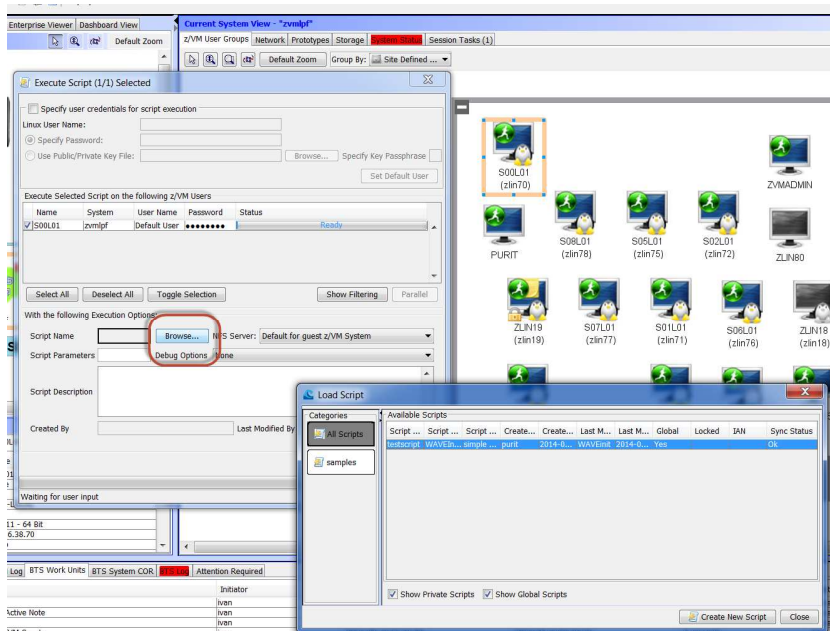 Enterprise Viewer Dashboard View
Default Zoom
Current System View - "zvmlpf"
z/VM User Groups Network Prototypes Storage System Status Session Tasks (1)
Default Zoom Group By: Site Defined ...
Execute Script (1/1) Selected
Specify user credentials for script execution
Linux User Name:
Specify Password:
Use Public/Private Key File: Browse... Specify Key Passphrase
Set Default User
Execute Selected Script on the following z/VM Users
Name System User Name Password Status
S00L01 zvmlpf Default User ●●●●●●●● Ready
Select All Deselect All Toggle Selection Show Filtering Parallel
With the following Execution Options:
Script Name Browse... NFS Server: Default for guest z/VM System
Script Parameters Debug Options None
Script Description
Created By Last Modified By
Waiting for user input
S00L01
(zlin70)
ZVMADMIN
PURIT
S08L01
(zlin78)
S05L01
(zlin75)
S02L01
(zlin72)
ZLIN80
ZLIN19
(zlin19)
S07L01
(zlin77)
S01L01
(zlin71)
S06L01
(zlin76)
ZLIN18
(zlin18)
Load Script
Categories
All Scripts
samples
Available Scripts
Script ... Script ... Script ... Create... Create... Last M... Last M... Global Locked IAN Sync Status
testscript WAVEIn... simple ... purit 2014-0... WAVEinit 2014-0... Yes Ok
Show Private Scripts Show Global Scripts
Create New Script Close
11 - 64 Bit
6.38.70
Log BTS Work Units BTS System COR BTS Log Attention Required
Initiator
ivan
Active Note ivan
ivan